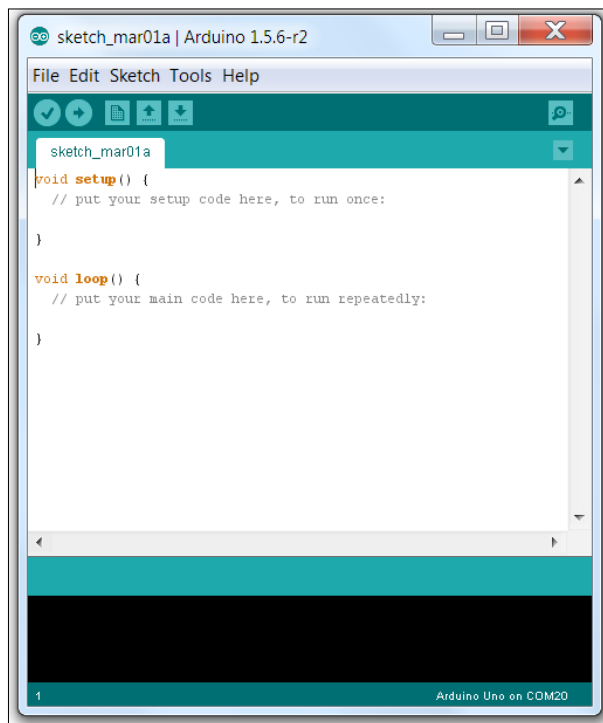 sketch_mar01a | Arduino 1.5.6-r2
File Edit Sketch Tools Help
sketch_mar01a
void setup() {
  // put your setup code here, to run once:
}
void loop() {
  // put your main code here, to run repeatedly:
}
1 Arduino Uno on COM20